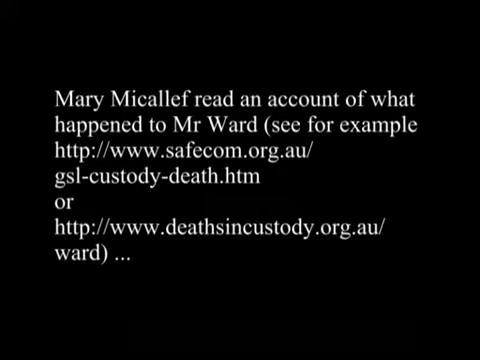 Mary Micallef read an account of what
happened to Mr Ward (see for example
http://www.safecom.org.au/
gsl-custody-death.htm
or
http://www.deathsincustody.org.au/
ward) ...